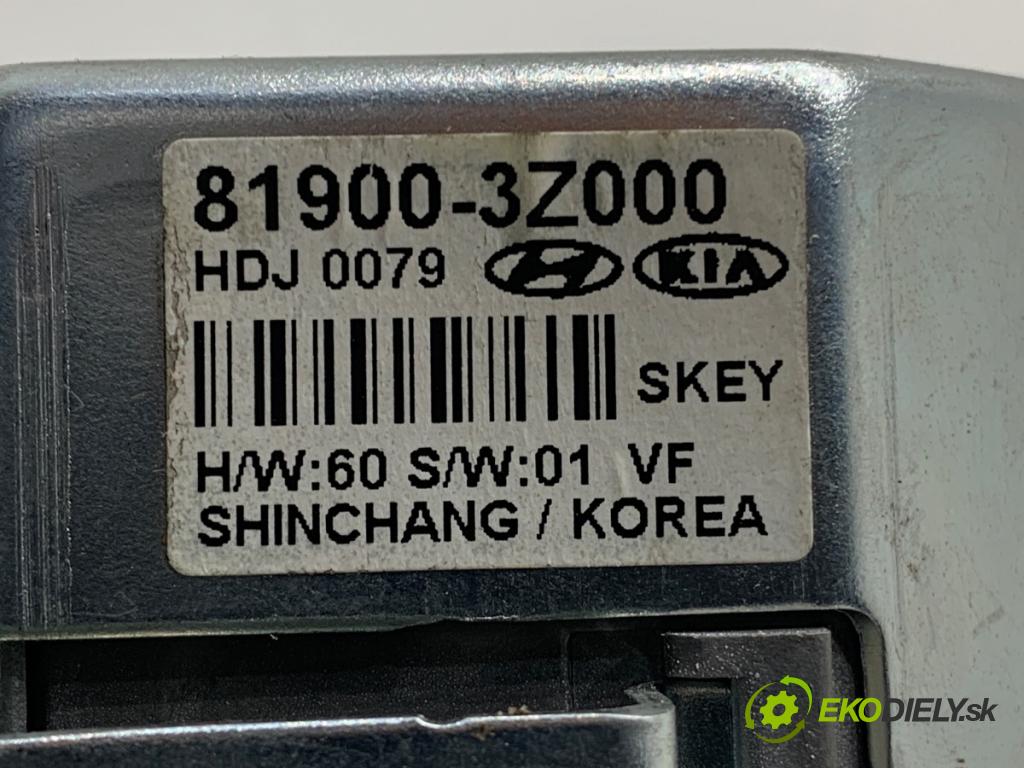 81900-3Z000
HDJ 0079 H KIA
SKEY
H/W:60 S/W:01 VF
SHINCHANG / KOREA
EKODIELY.sk